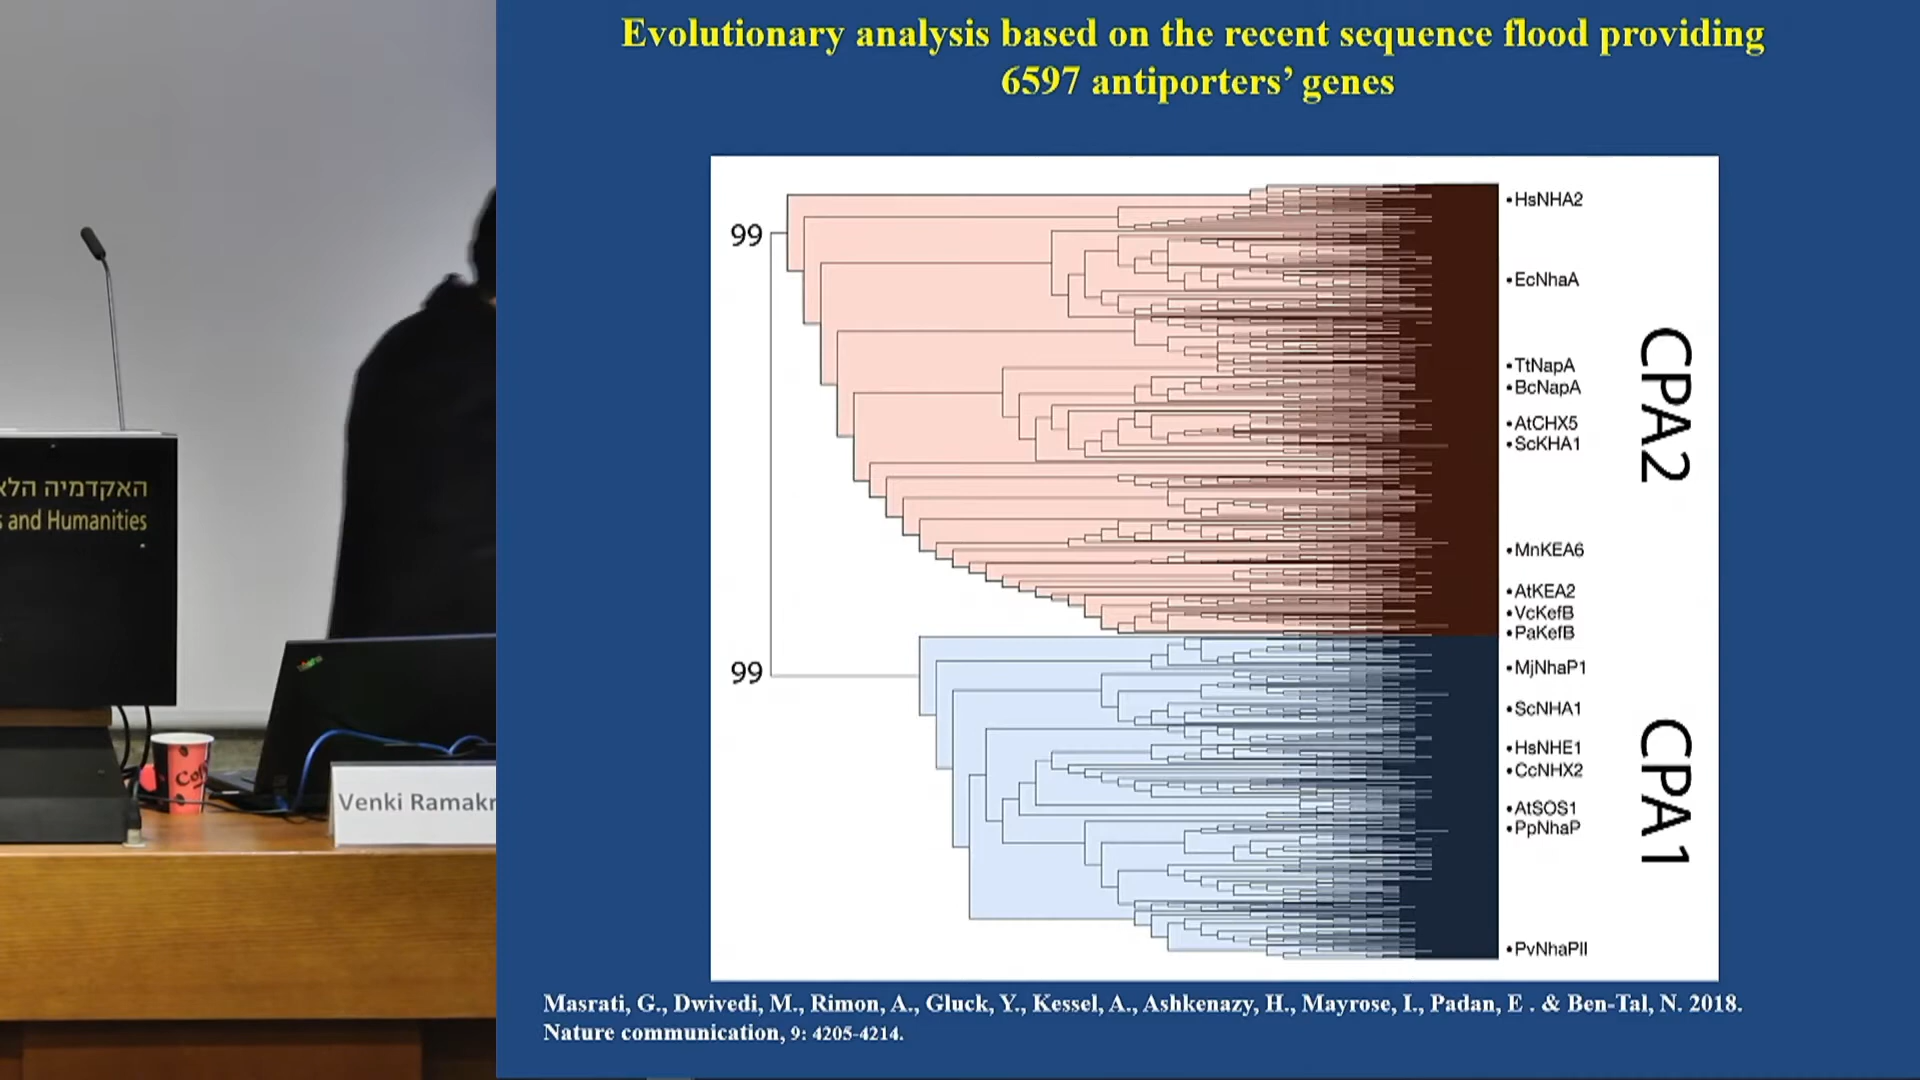 Evolutionary analysis based on the recent sequence flood providing
6597 antiporters’ genes
99
99
•HsNHA2
•EcNhaA
•TtNapA
•BcNapA
•AtCHX5
•ScKHA1
•MnKEA6
•AtKEA2
•VcKefB
•PaKefB
•MjNhaP1
•ScNHA1
•HsNHE1
•CcNHX2
•AtSOS1
•PpNhaP
•PvNhaPII
CPA2
CPA1
Masrati, G., Dwivedi, M., Rimon, A., Gluck, Y., Kessel, A., Ashkenazy, H., Mayrose, I., Padan, E . & Ben-Tal, N. 2018.
Nature communication, 9: 4205-4214.
האקדמיה הלא
s and Humanities
Venki Ramakr